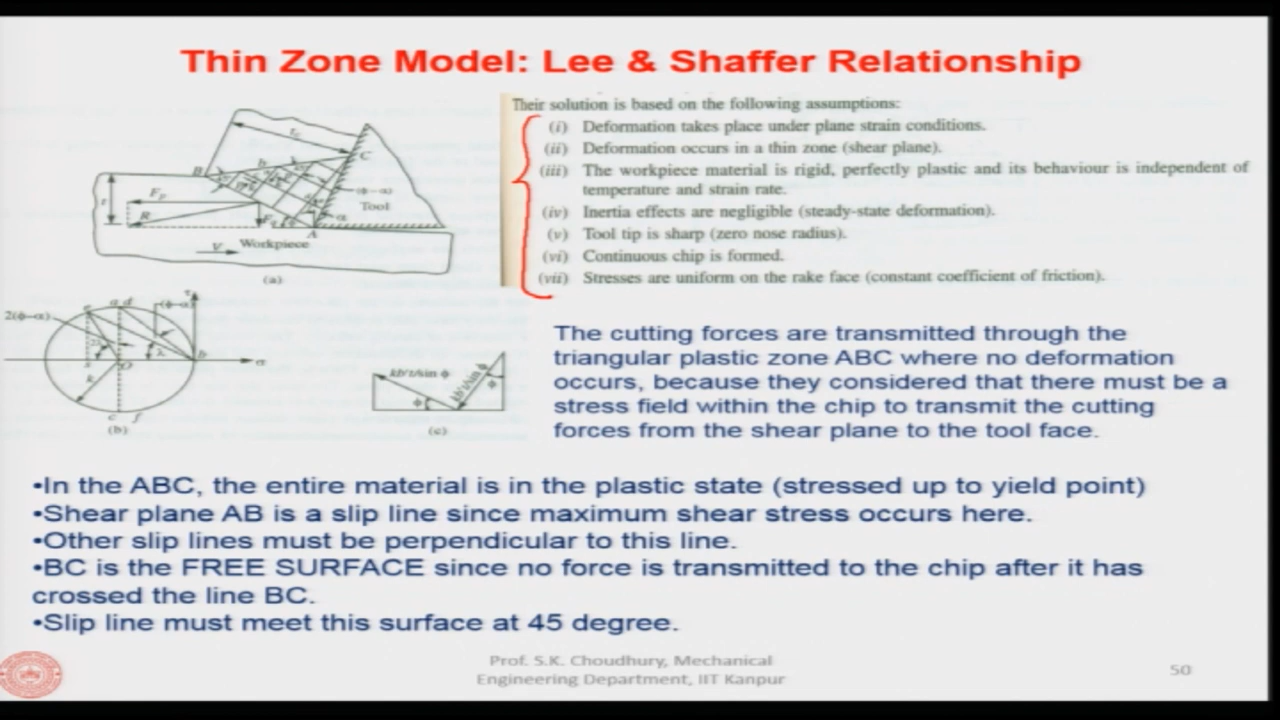 Thin Zone Model: Lee & Shaffer Relationship
Their solution is based on the following assumptions:
(i) Deformation takes place under plane strain conditions.
(ii) Deformation occurs in a thin zone (shear plane).
(iii) The workpiece material is rigid, perfectly plastic and its behaviour is independent of
temperature and strain rate.
(iv) Inertia effects are negligible (steady-state deformation).
(v) Tool tip is sharp (zero nose radius).
(vi) Continuous chip is formed.
(vii) Stresses are uniform on the rake face (constant coefficient of friction).
B
C
(ϕ−α)
α
Tool
R
A
V
Workpiece
(a)
2(ϕ−α)
(ϕ−α)
(b)
kb't/sin ϕ
kb't/sin ϕ
ϕ
ϕ
(c)
The cutting forces are transmitted through the
triangular plastic zone ABC where no deformation
occurs, because they considered that there must be a
stress field within the chip to transmit the cutting
forces from the shear plane to the tool face.
•In the ABC, the entire material is in the plastic state (stressed up to yield point)
•Shear plane AB is a slip line since maximum shear stress occurs here.
•Other slip lines must be perpendicular to this line.
•BC is the FREE SURFACE since no force is transmitted to the chip after it has
crossed the line BC.
•Slip line must meet this surface at 45 degree.
Prof. S.K. Choudhury, Mechanical
Engineering Department, IIT Kanpur
50